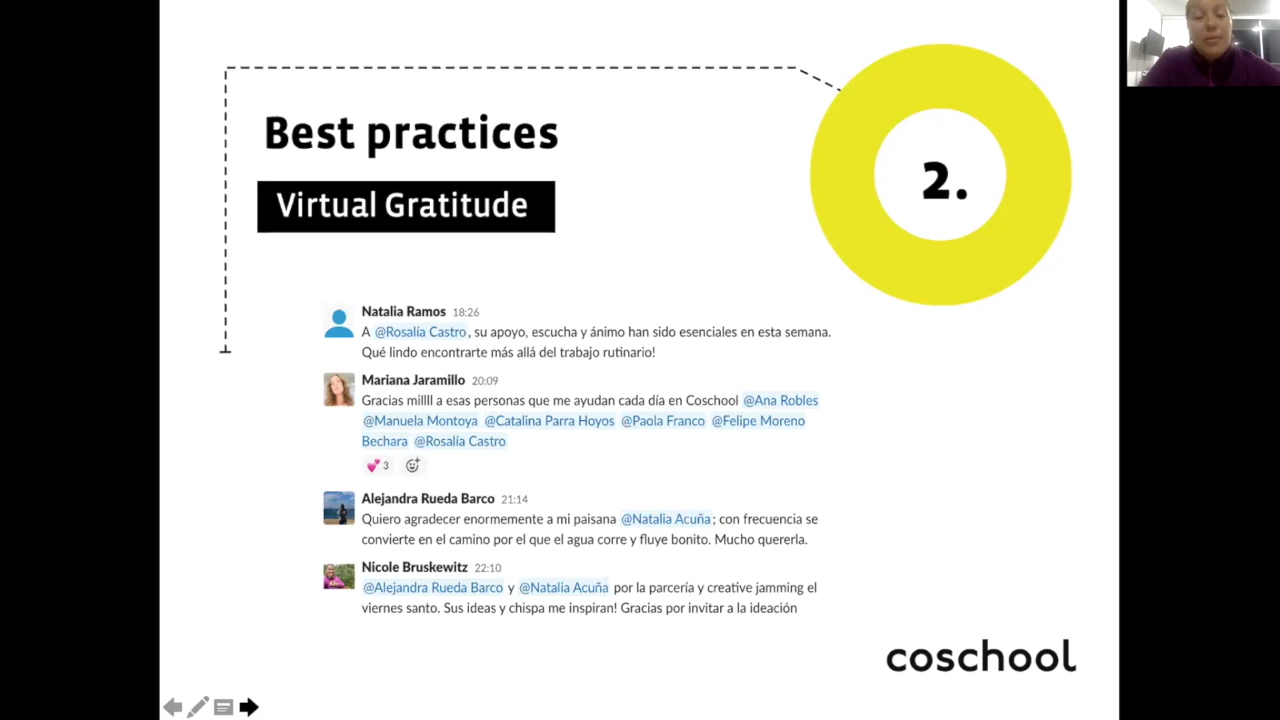 Best practices
Virtual Gratitude
2.
Natalia Ramos 18:26
A @Rosalía Castro, su apoyo, escucha y ánimo han sido esenciales en esta semana.
Qué lindo encontrarte más allá del trabajo rutinario!
Mariana Jaramillo 20:09
Gracias millll a esas personas que me ayudan cada día en Coschool @Ana Robles
@Manuela Montoya @Catalina Parra Hoyos @Paola Franco @Felipe Moreno
Bechara @Rosalía Castro
3
Alejandra Rueda Barco 21:14
Quiero agradecer enormemente a mi paisana @Natalia Acuña; con frecuencia se
convierte en el camino por el que el agua corre y fluye bonito. Mucho quererla.
Nicole Bruskewitz 22:10
@Alejandra Rueda Barco y @Natalia Acuña por la parcería y creative jamming el
viernes santo. Sus ideas y chispa me inspiran! Gracias por invitar a la ideación
coschool